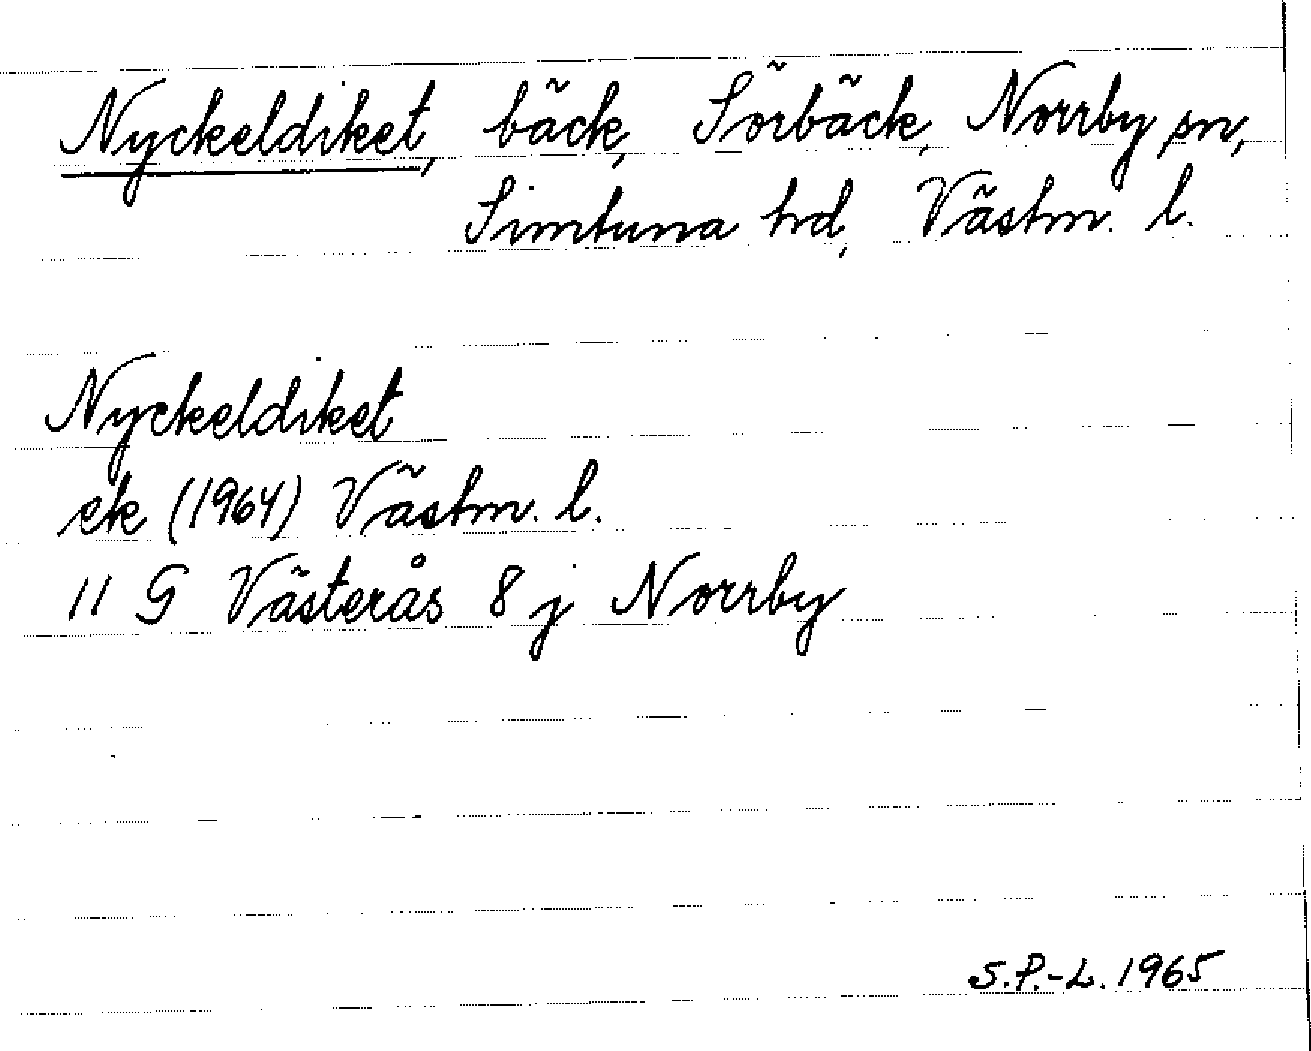 Nyckeldiket, bäck, Sörbäck, Norrby sn,
Simtuna hd, Västm. l.
Nyckeldiket
ek (1964) Västm. l.
11 G Västerås 8 j Norrby
S.P.-L. 1965